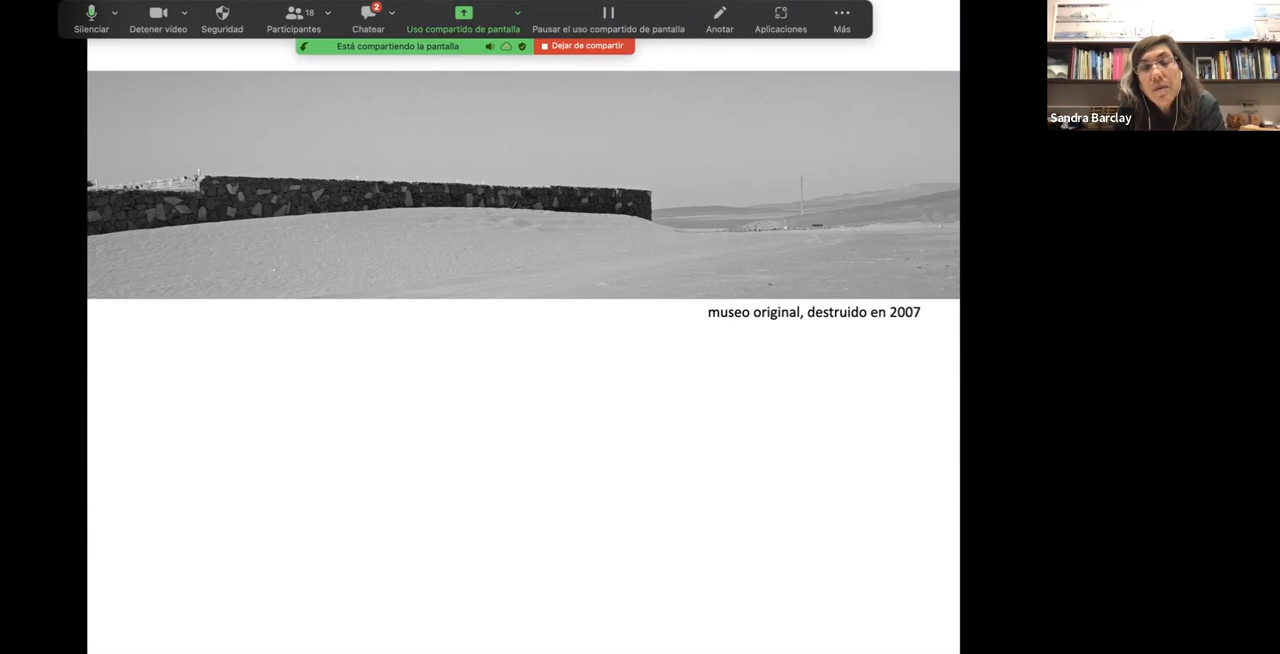 Silenciar
Detener vídeo
Seguridad
Participantes
18
Chatear
2
Uso compartido de pantalla
Pausar el uso compartido de pantalla
Anotar
Aplicaciones
Más
Está compartiendo la pantalla
Dejar de compartir
Sandra Barclay
museo original, destruido en 2007